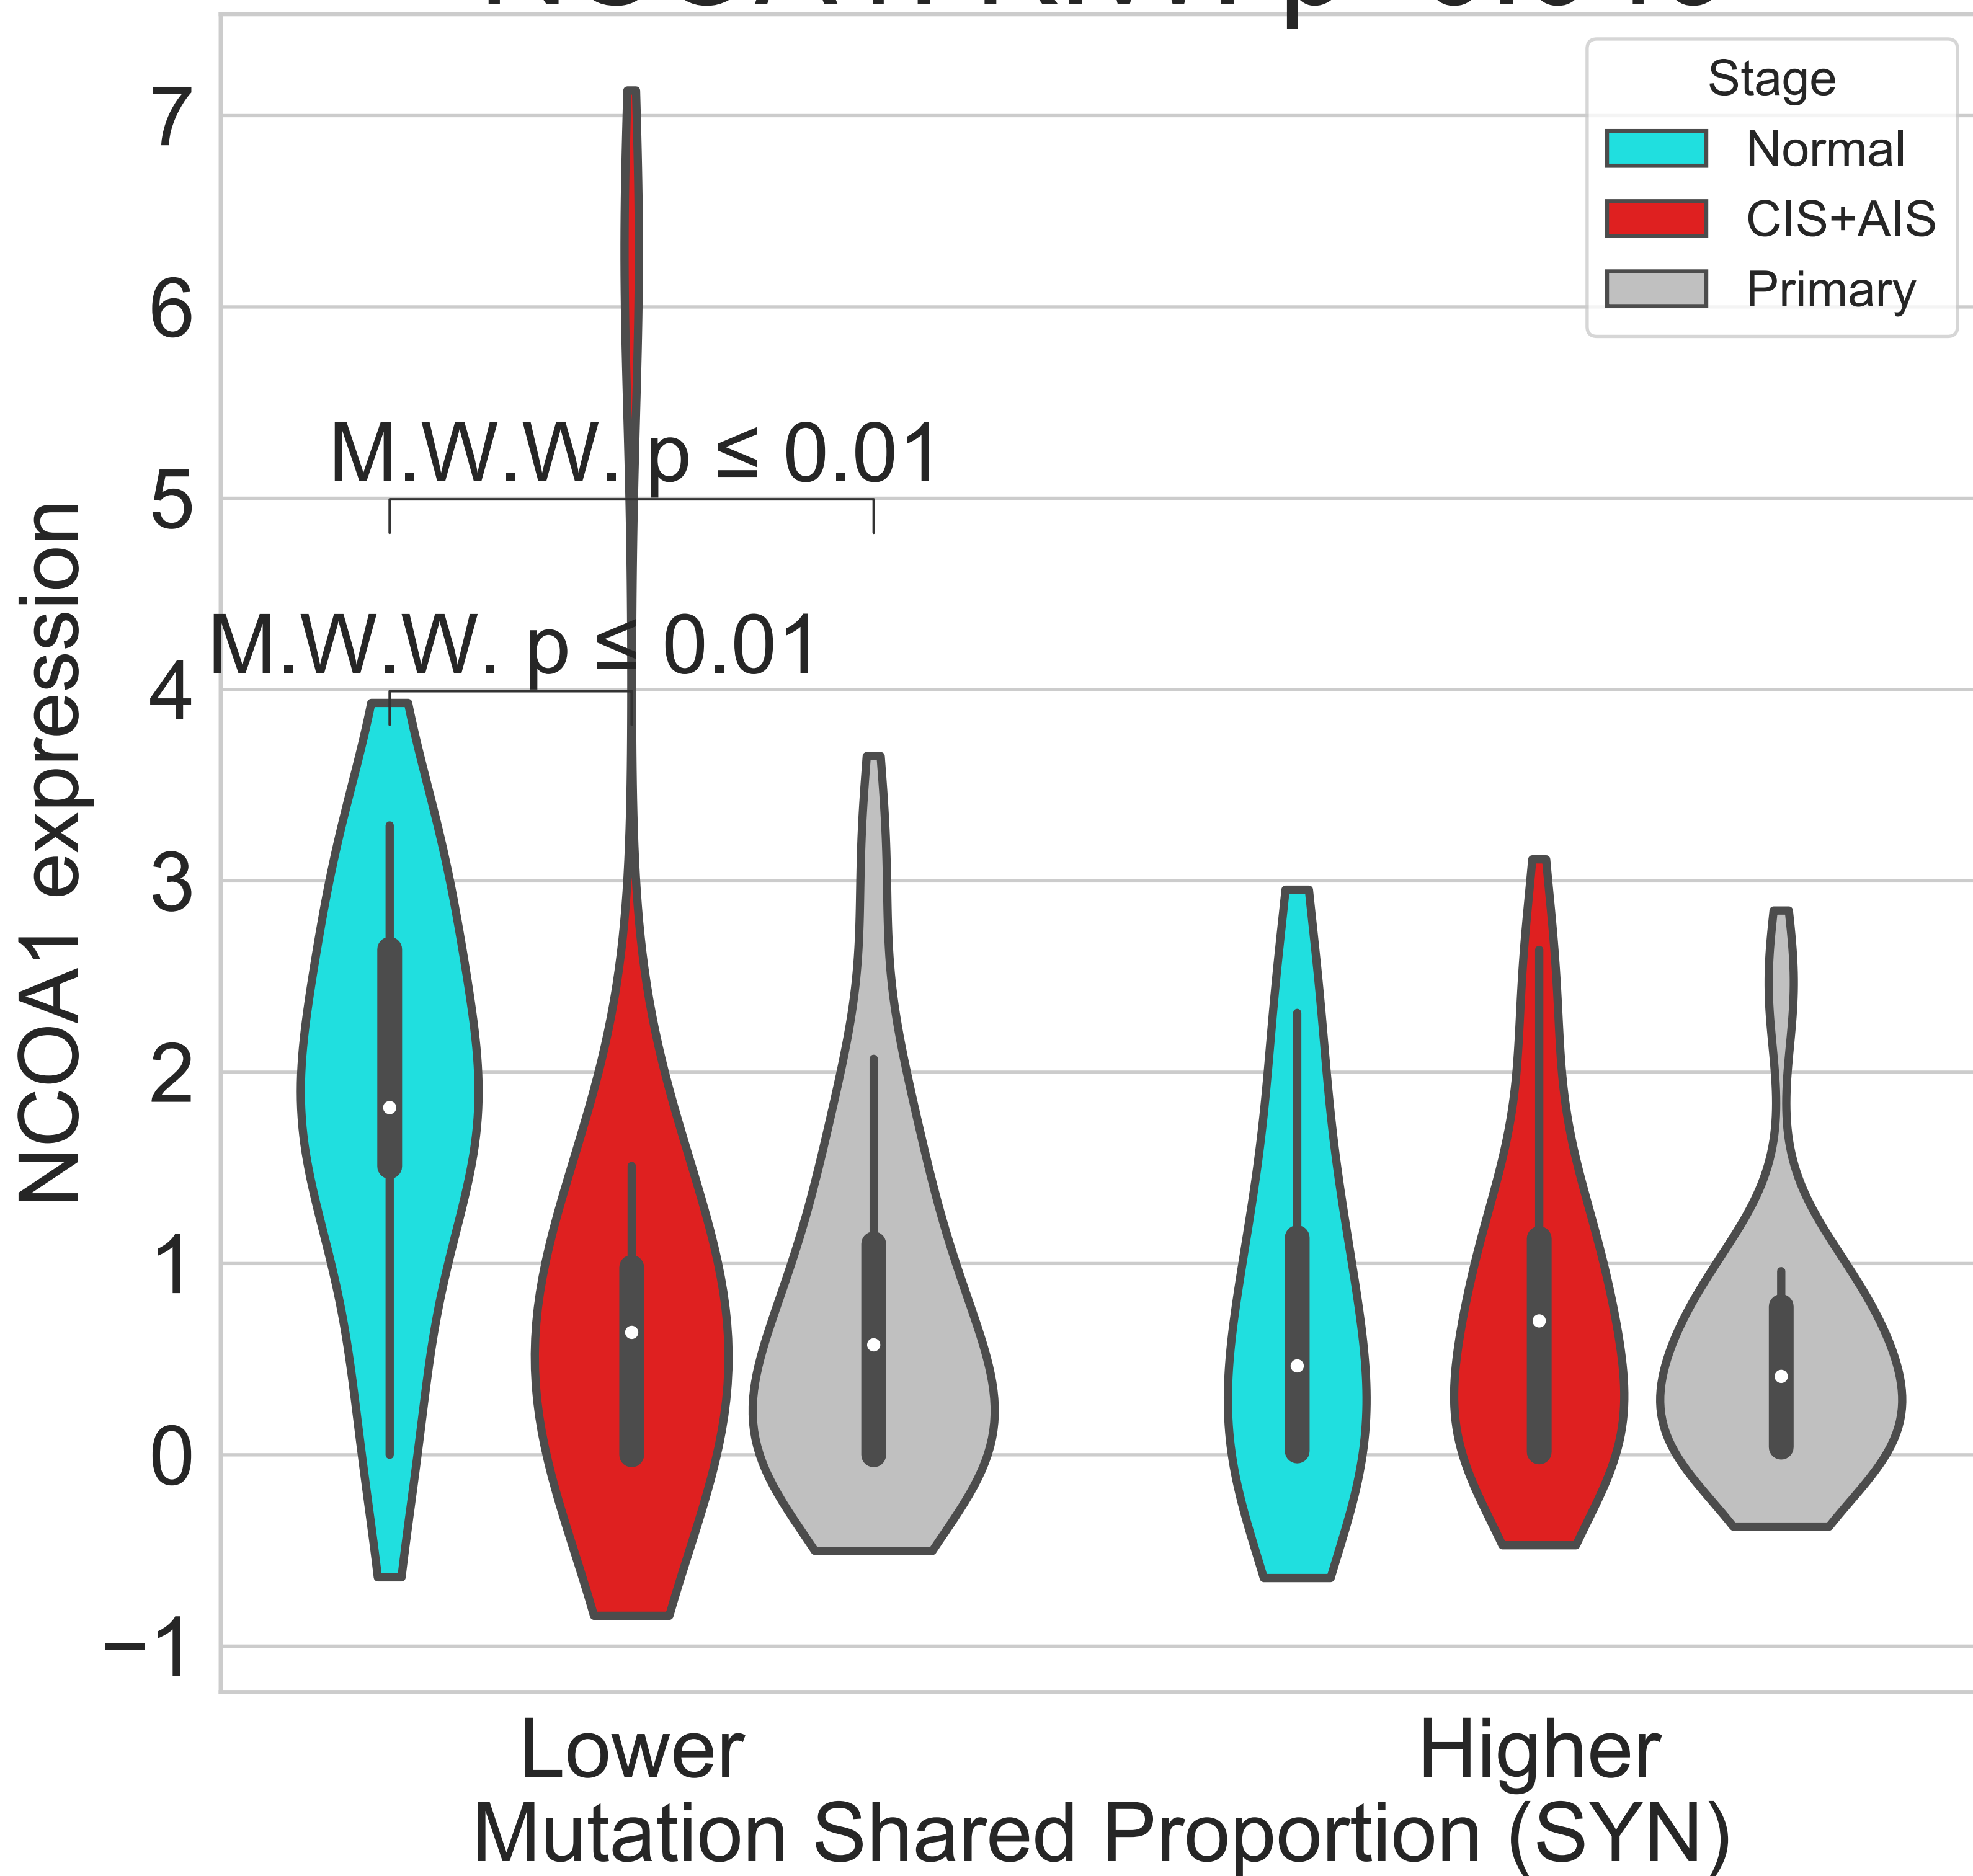 Stage
Normal
CIS+AIS
Primary
7
6
5
4
3
2
1
0
−1
NCOA1 expression
M.W.W. p ≤ 0.01
M.W.W. p ≤ 0.01
Lower
Higher
Mutation Shared Proportion (SYN)